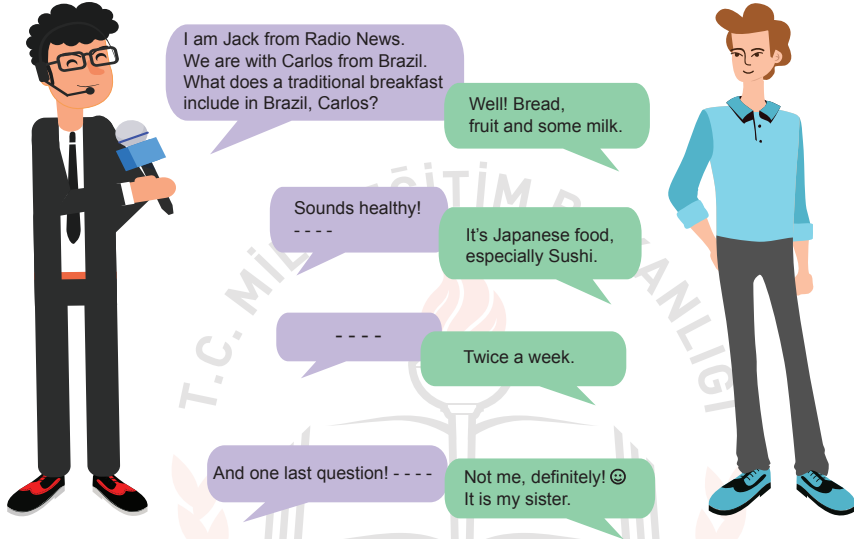 I am Jack from Radio News.
We are with Carlos from Brazil.
What does a traditional breakfast
include in Brazil, Carlos?
Well! Bread,
fruit and some milk.
Sounds healthy!
- - - -
It's Japanese food,
especially Sushi.
- - - -
Twice a week.
And one last question! - - - -
Not me, definitely! ☺
It is my sister.